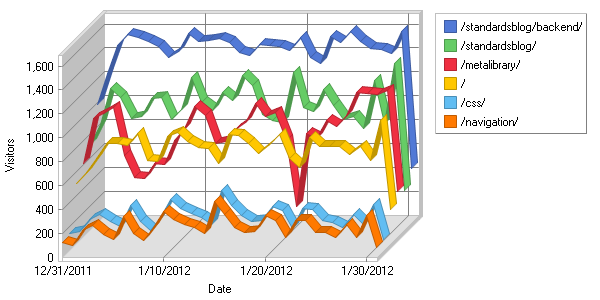 /standardsblog/backend/
/standardsblog/
/metalibrary/
/
/css/
/navigation/
1,600
1,400
1,200
1,000
800
600
400
200
0
Visitors
12/31/2011 1/10/2012 1/20/2012 1/30/2012
Date